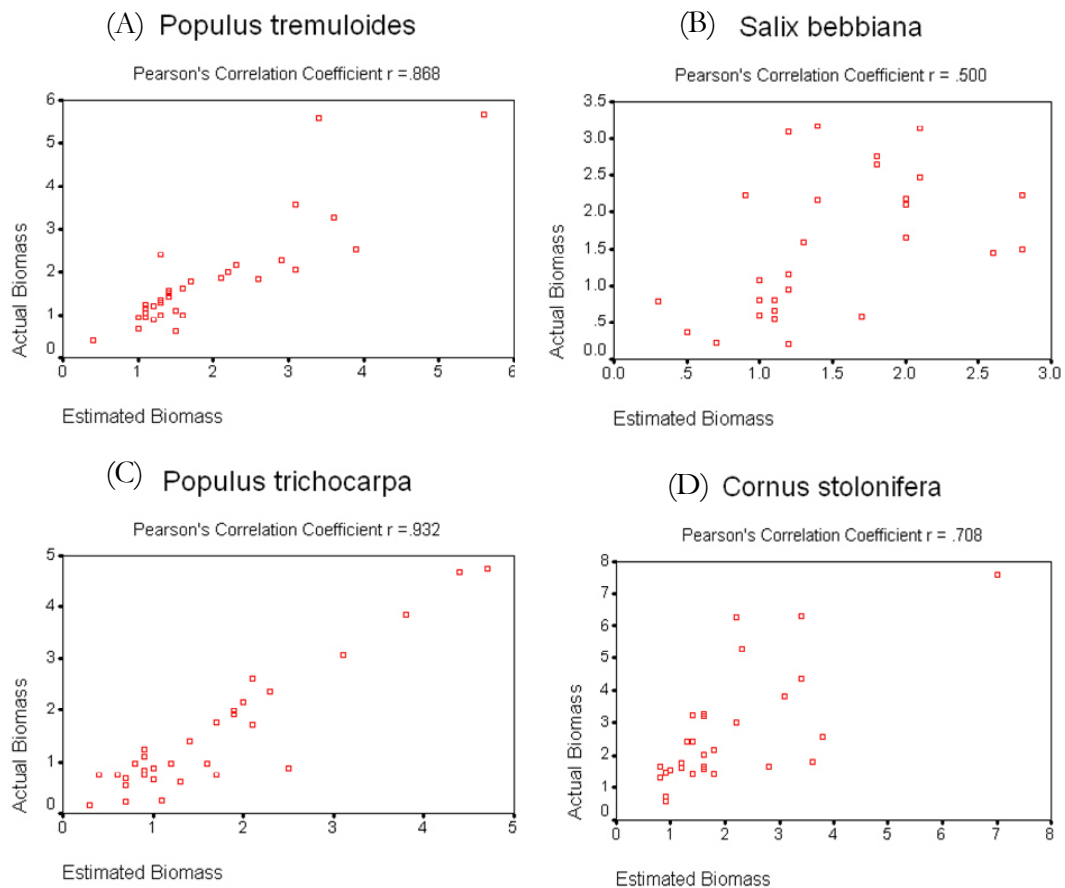 (A) Populus tremuloides
Pearson's Correlation Coefficient r =.868
6
5
4
3
2
1
0
Actual Biomass
0 1 2 3 4 5 6
Estimated Biomass
(B) Salix bebbiana
Pearson's Correlation Coefficient r = .500
3.5
3.0
2.5
2.0
1.5
1.0
.5
0.0
Actual Biomass
0.0 .5 1.0 1.5 2.0 2.5 3.0
Estimated Biomass
(C) Populus trichocarpa
Pearson's Correlation Coefficient r =.932
5
4
3
2
1
0
Actual Biomass
0 1 2 3 4 5
Estimated Biomass
(D) Cornus stolonifera
Pearson's Correlation Coefficient r = .708
8
7
6
5
4
3
2
1
0
Actual Biomass
0 1 2 3 4 5 6 7 8
Estimated Biomass